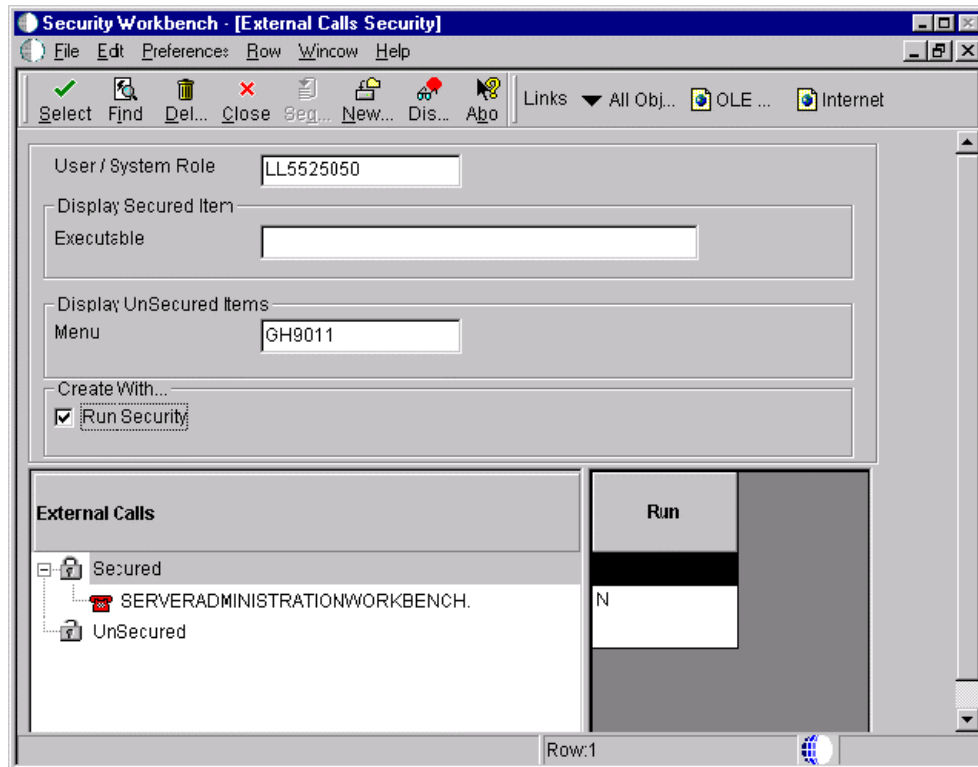 Security Workbench - [External Calls Security]
File Edit Preferences Row Window Help
Select Find Del... Close Seq... New... Dis... Abo Links All Obj... OLE ... Internet
User / System Role LL5525050
Display Secured Item
Executable
Display UnSecured Items
Menu GH9011
Create With...
Run Security
External Calls Run
Secured
SERVERADMINISTRATIONWORKBENCH. N
UnSecured
Row:1